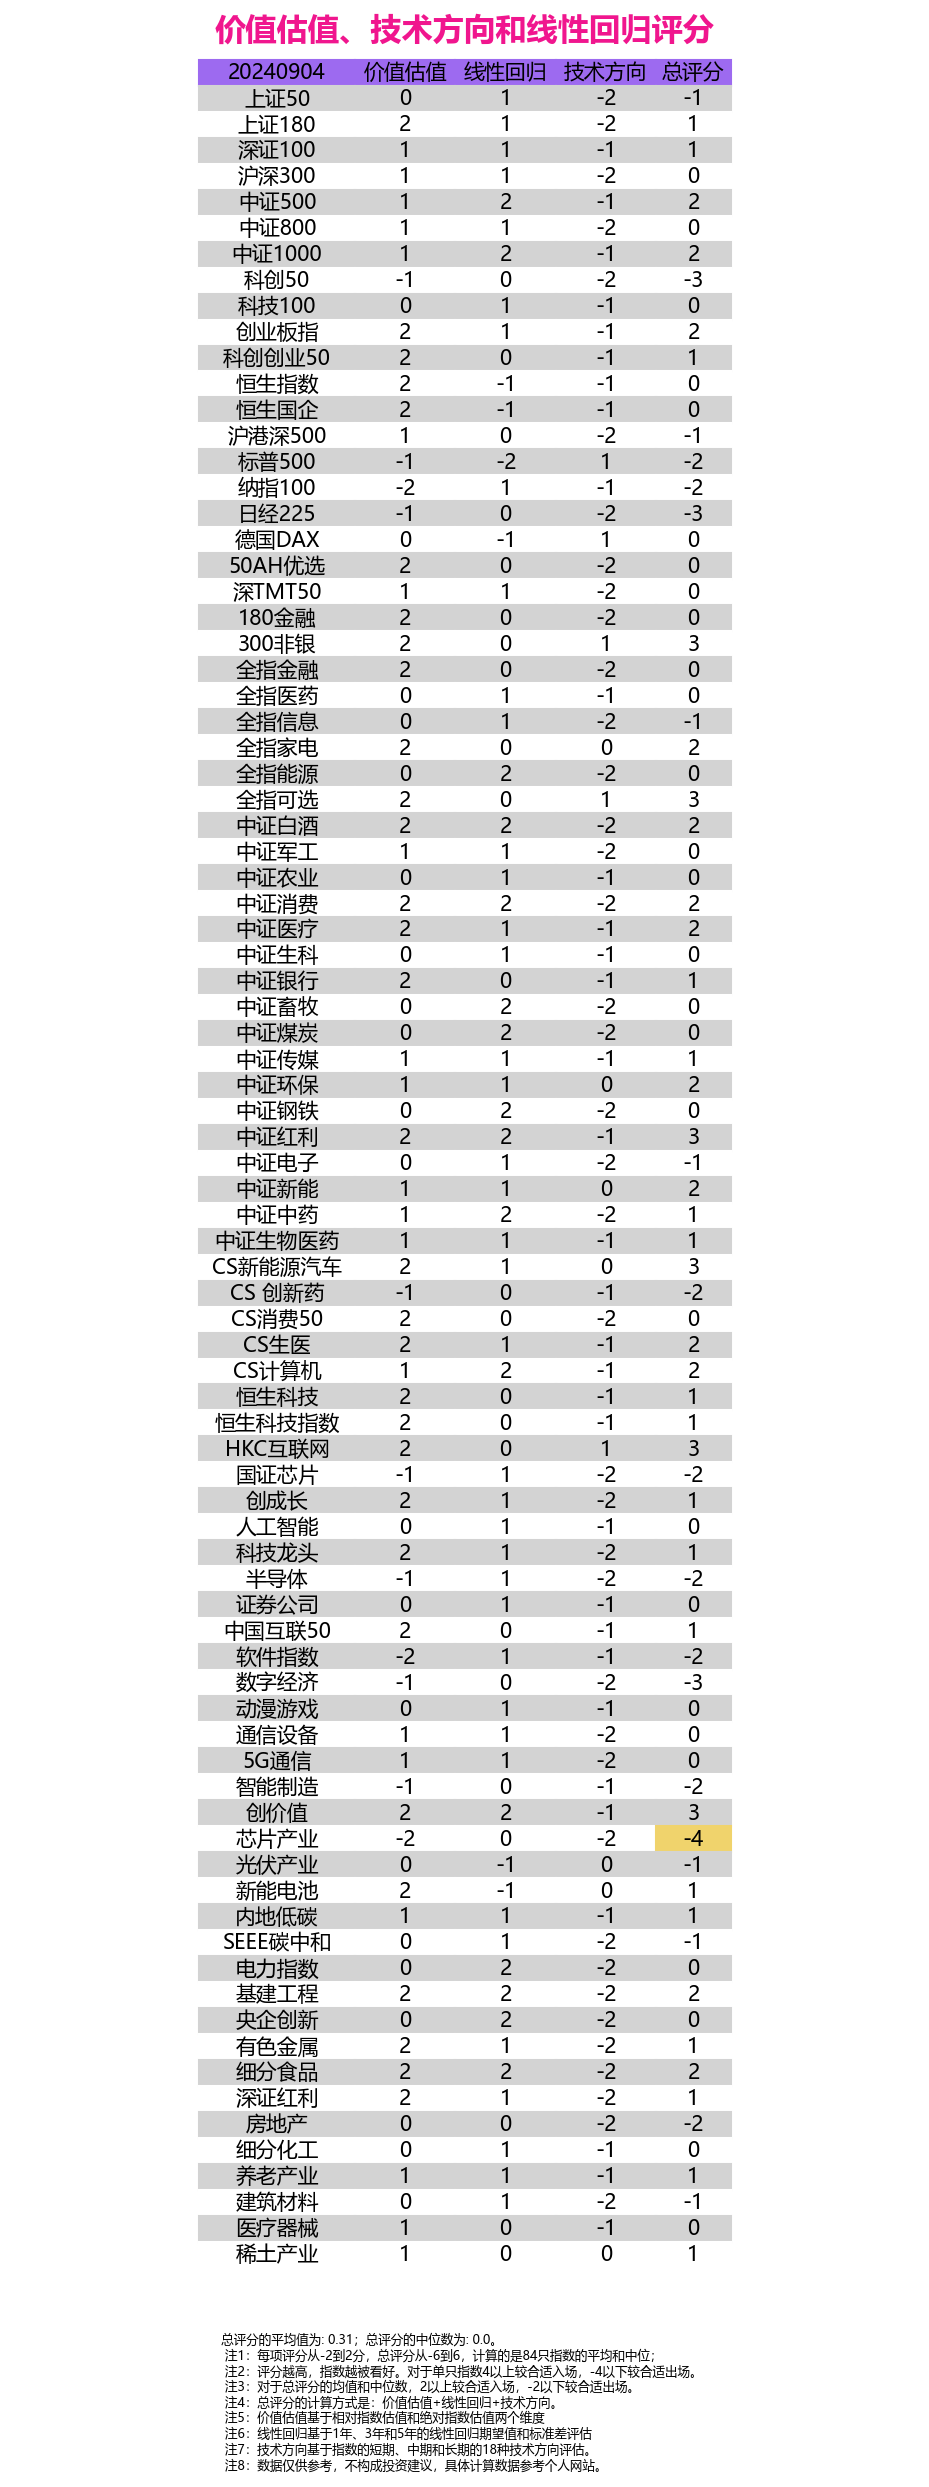 价值估值、技术方向和线性回归评分
20240904 价值估值 线性回归 技术方向 总评分
上证50 0 1 -2 -1
上证180 2 1 -2 1
深证100 1 1 -1 1
沪深300 1 1 -2 0
中证500 1 2 -1 2
中证800 1 1 -2 0
中证1000 1 2 -1 2
科创50 -1 0 -2 -3
科技100 0 1 -1 0
创业板指 2 1 -1 2
科创创业50 2 0 -1 1
恒生指数 2 -1 -1 0
恒生国企 2 -1 -1 0
沪港深500 1 0 -2 -1
标普500 -1 -2 1 -2
纳指100 -2 1 -1 -2
日经225 -1 0 -2 -3
德国DAX 0 -1 1 0
50AH优选 2 0 -2 0
深TMT50 1 1 -2 0
180金融 2 0 -2 0
300非银 2 0 1 3
全指金融 2 0 -2 0
全指医药 0 1 -1 0
全指信息 0 1 -2 -1
全指家电 2 0 0 2
全指能源 0 2 -2 0
全指可选 2 0 1 3
中证白酒 2 2 -2 2
中证军工 1 1 -2 0
中证农业 0 1 -1 0
中证消费 2 2 -2 2
中证医疗 2 1 -1 2
中证生科 0 1 -1 0
中证银行 2 0 -1 1
中证畜牧 0 2 -2 0
中证煤炭 0 2 -2 0
中证传媒 1 1 -1 1
中证环保 1 1 0 2
中证钢铁 0 2 -2 0
中证红利 2 2 -1 3
中证电子 0 1 -2 -1
中证新能 1 1 0 2
中证中药 1 2 -2 1
中证生物医药 1 1 -1 1
CS新能源汽车 2 1 0 3
CS 创新药 -1 0 -1 -2
CS消费50 2 0 -2 0
CS生医 2 1 -1 2
CS计算机 1 2 -1 2
恒生科技 2 0 -1 1
恒生科技指数 2 0 -1 1
HKC互联网 2 0 1 3
国证芯片 -1 1 -2 -2
创成长 2 1 -2 1
人工智能 0 1 -1 0
科技龙头 2 1 -2 1
半导体 -1 1 -2 -2
证券公司 0 1 -1 0
中国互联50 2 0 -1 1
软件指数 -2 1 -1 -2
数字经济 -1 0 -2 -3
动漫游戏 0 1 -1 0
通信设备 1 1 -2 0
5G通信 1 1 -2 0
智能制造 -1 0 -1 -2
创价值 2 2 -1 3
芯片产业 -2 0 -2 -4
光伏产业 0 -1 0 -1
新能电池 2 -1 0 1
内地低碳 1 1 -1 1
SEEE碳中和 0 1 -2 -1
电力指数 0 2 -2 0
基建工程 2 2 -2 2
央企创新 0 2 -2 0
有色金属 2 1 -2 1
细分食品 2 2 -2 2
深证红利 2 1 -2 1
房地产 0 0 -2 -2
细分化工 0 1 -1 0
养老产业 1 1 -1 1
建筑材料 0 1 -2 -1
医疗器械 1 0 -1 0
稀土产业 1 0 0 1
总评分的平均值为: 0.31；总评分的中位数为: 0.0。
注1：每项评分从-2到2分，总评分从-6到6，计算的是84只指数的平均和中位；
注2：评分越高，指数越被看好。对于单只指数4以上较合适入场，-4以下较合适出场。
注3：对于总评分的均值和中位数，2以上较合适入场，-2以下较合适出场。
注4：总评分的计算方式是：价值估值+线性回归+技术方向。
注5：价值估值基于相对指数估值和绝对指数估值两个维度
注6：线性回归基于1年、3年和5年的线性回归期望值和标准差评估
注7：技术方向基于指数的短期、中期和长期的18种技术方向评估。
注8：数据仅供参考，不构成投资建议，具体计算数据参考个人网站。